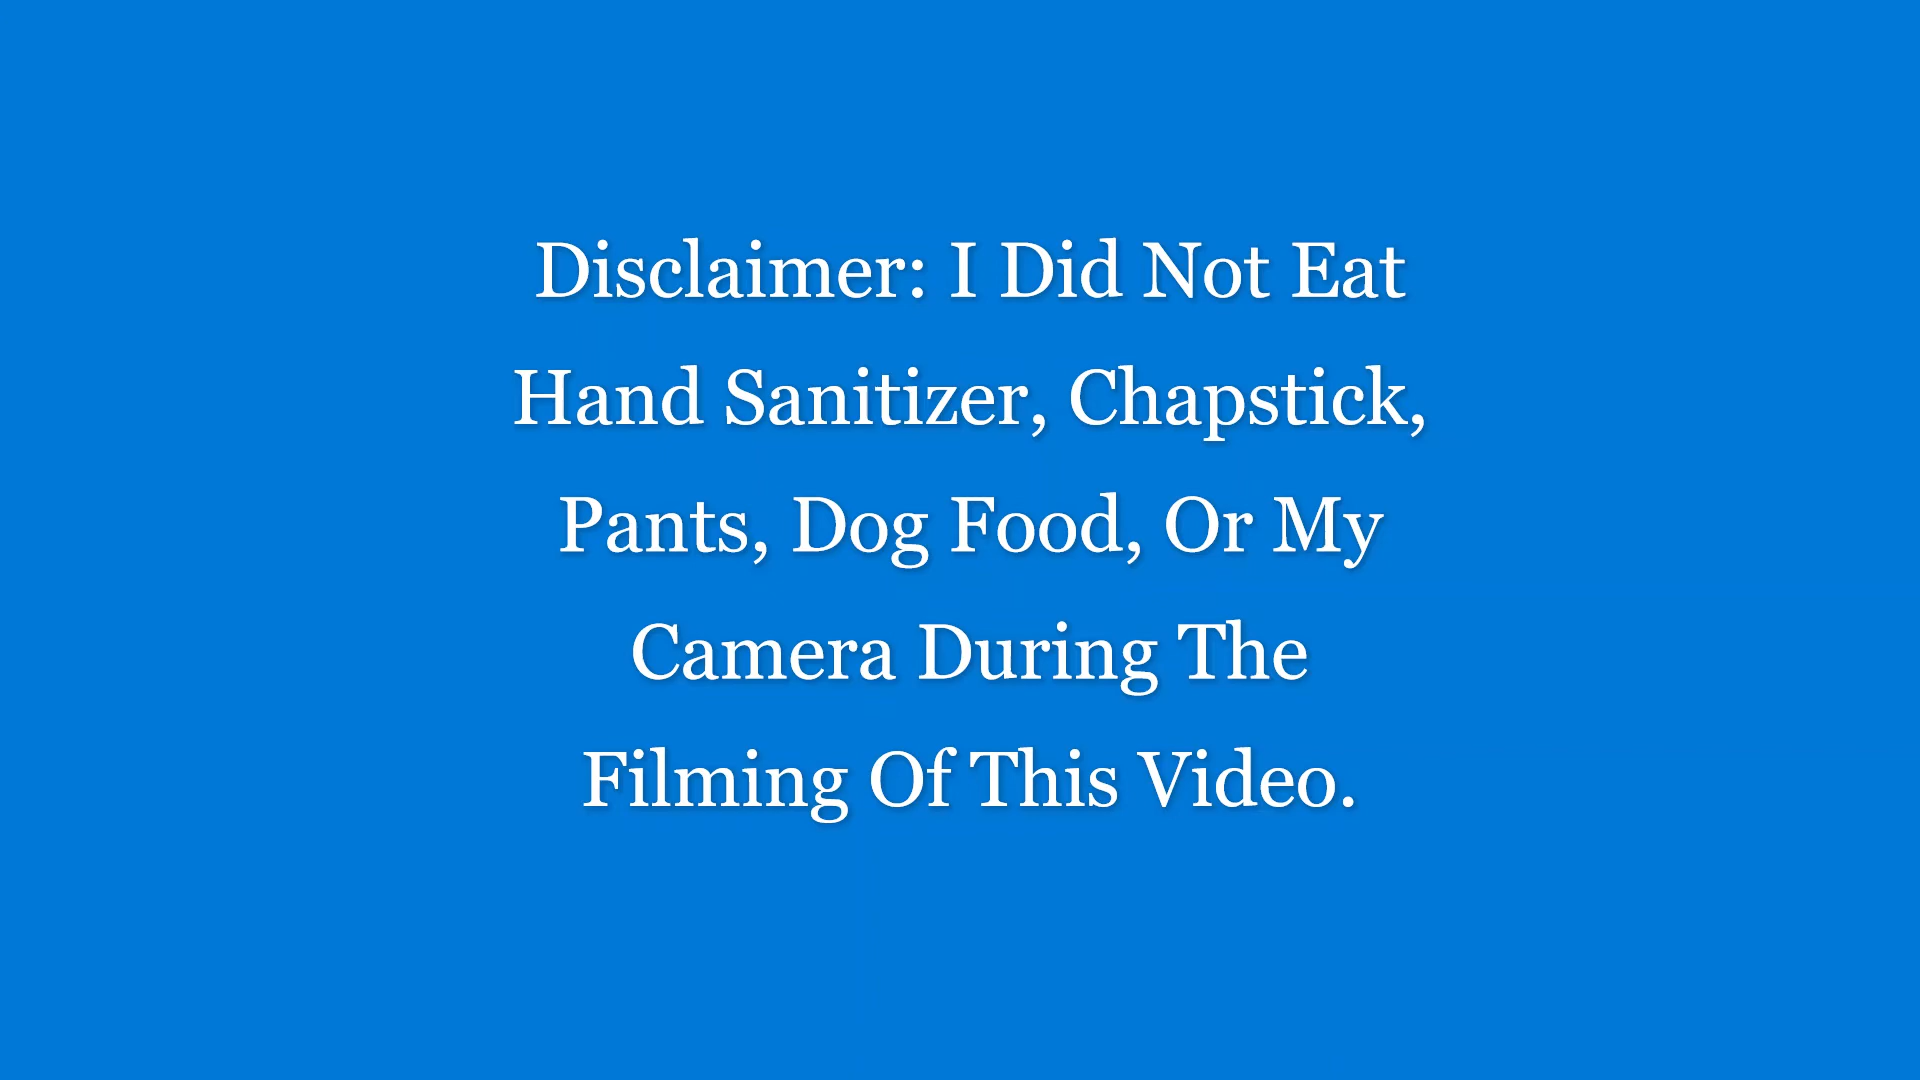 Disclaimer: I Did Not Eat
Hand Sanitizer, Chapstick,
Pants, Dog Food, Or My
Camera During The
Filming Of This Video.